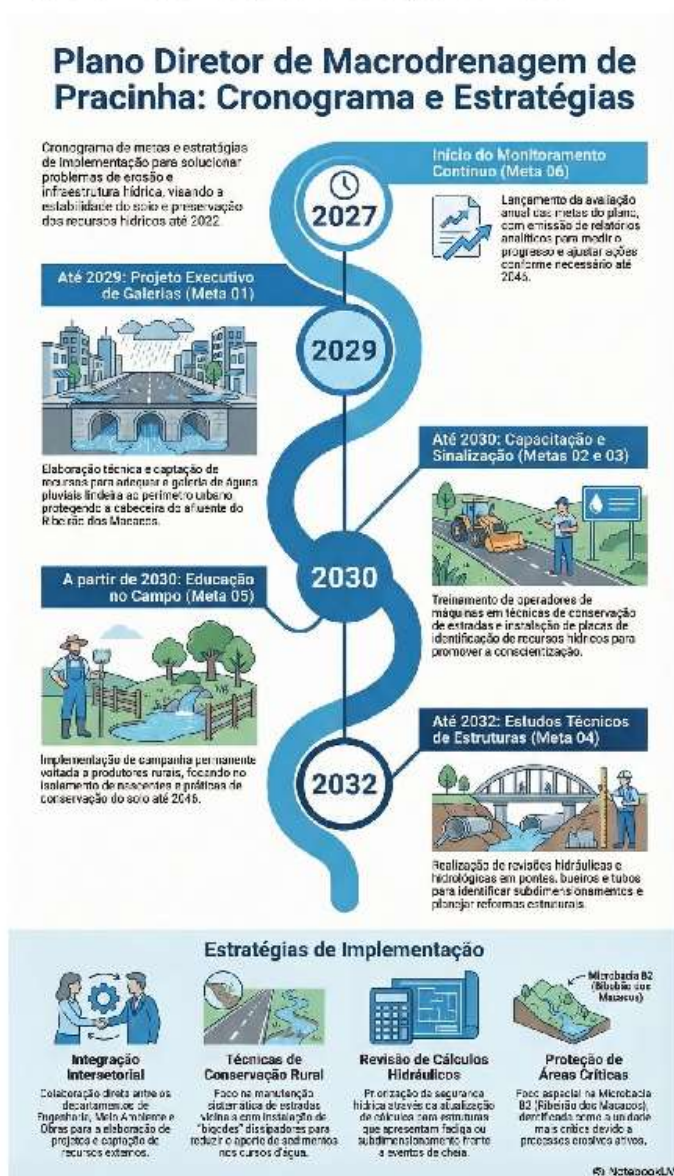 Plano Diretor de Macrodrenagem de
Pracinha: Cronograma e Estratégias
Cronograma de metas e estratégias
de implementação para solucionar
problemas de erosão e
infraestrutura hídrica, visando a
estabilidade do solo e preservação
dos recursos hídricos até 2022.
2027
Início do Monitoramento
Contínuo (Meta 06)
Lançamento da avaliação
anual das metas do plano,
com emissão de relatórios
analíticos para medir o
progresso e ajustar ações
conforme necessário até
2046.
Até 2029: Projeto Executivo
de Galerias (Meta 01)
2029
Elaboração técnica e captação de
recursos para adequar a galeria de águas
pluviais lindeira ao perímetro urbano,
protegendo a cabeceira do afluente do
Ribeirão dos Macacos.
Até 2030: Capacitação e
Sinalização (Metas 02 e 03)
2030
Treinamento de operadores de
máquinas em técnicas de conservação
de estradas e instalação de placas de
identificação de recursos hídricos para
promover a conscientização.
A partir de 2030: Educação
no Campo (Meta 05)
Implementação de campanha permanente
voltada a produtores rurais, focando no
isolamento de nascentes e práticas de
conservação do solo até 2046.
Até 2032: Estudos Técnicos
de Estruturas (Meta 04)
2032
Realização de revisões hidráulicas e
hidrológicas em pontes, bueiros e tubos
para identificar subdimensionamentos e
planejar reformas estruturais.
Estratégias de Implementação
Integração
Intersetorial
Colaboração direta entre os
departamentos de
Engenharia, Meio Ambiente e
Obras para a elaboração de
projetos e captação de
recursos externos.
Técnicas de
Conservação Rural
Foco na manutenção
sistemática de estradas
vicinais com instalação de
"bigodes" dissipadores para
reduzir o aporte de sedimentos
nos cursos d'água.
Revisão de Cálculos
Hidráulicos
Priorização da segurança
hídrica através da atualização
de cálculos para estruturas
que apresentam fadiga ou
subdimensionamento frente
a eventos de cheia.
Microbacia B2
(Ribeirão dos
Macacos)
Proteção de
Áreas Críticas
Foco especial na Microbacia
B2 (Ribeirão dos Macacos),
identificada como a unidade
mais crítica devido a
processos erosivos ativos.
NotebookLM